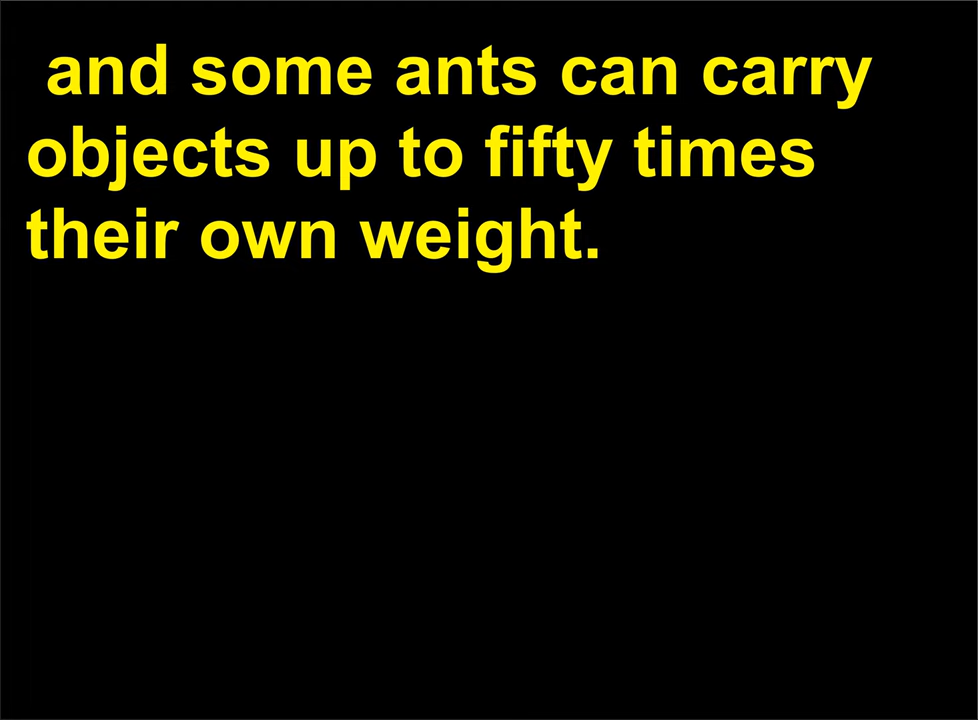 and some ants can carry
objects up to fifty times
their own weight.